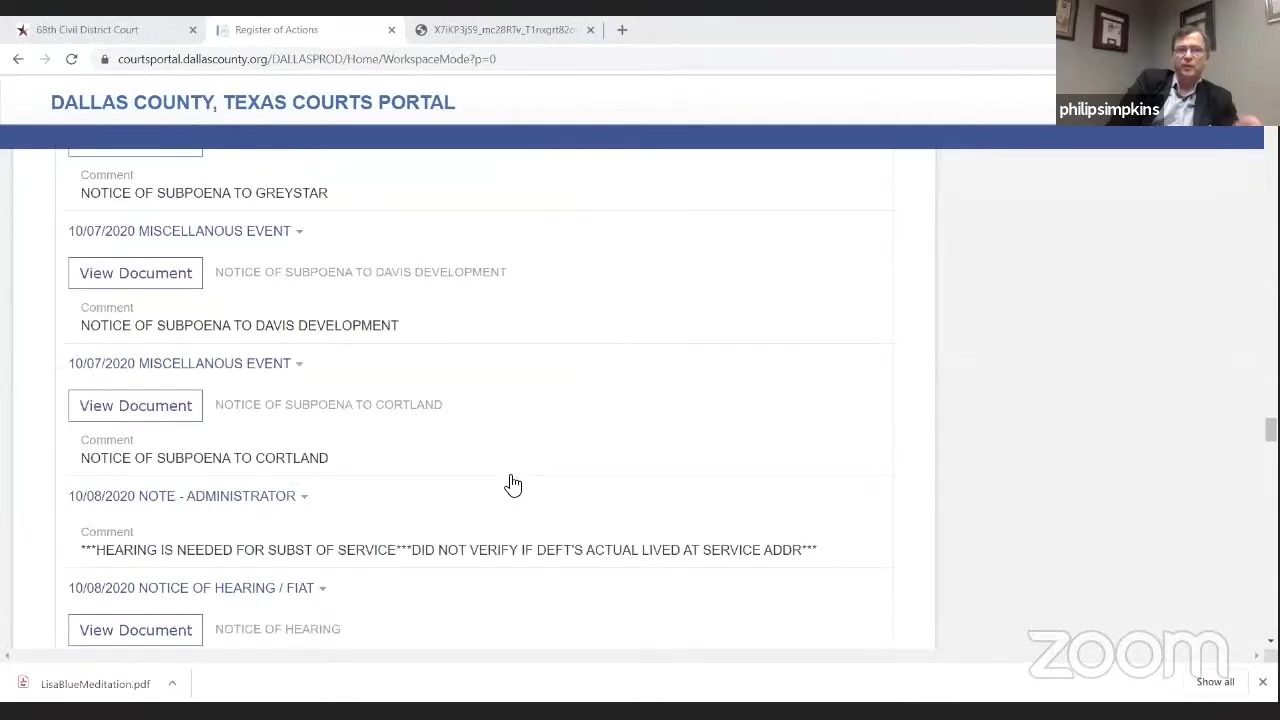 68th Civil District Court
Register of Actions
courtsportal.dallascounty.org/DALLASPROD/Home/WorkspaceMode?p=0
philipsimpkins
DALLAS COUNTY, TEXAS COURTS PORTAL
Comment
NOTICE OF SUBPOENA TO GREYSTAR
10/07/2020 MISCELLANOUS EVENT
View Document NOTICE OF SUBPOENA TO DAVIS DEVELOPMENT
Comment
NOTICE OF SUBPOENA TO DAVIS DEVELOPMENT
10/07/2020 MISCELLANOUS EVENT
View Document NOTICE OF SUBPOENA TO CORTLAND
Comment
NOTICE OF SUBPOENA TO CORTLAND
10/08/2020 NOTE - ADMINISTRATOR
Comment
***HEARING IS NEEDED FOR SUBST OF SERVICE***DID NOT VERIFY IF DEFT'S ACTUAL LIVED AT SERVICE ADDR***
10/08/2020 NOTICE OF HEARING / FIAT
View Document NOTICE OF HEARING
zoom
LisaBlueMeditation.pdf
Show all